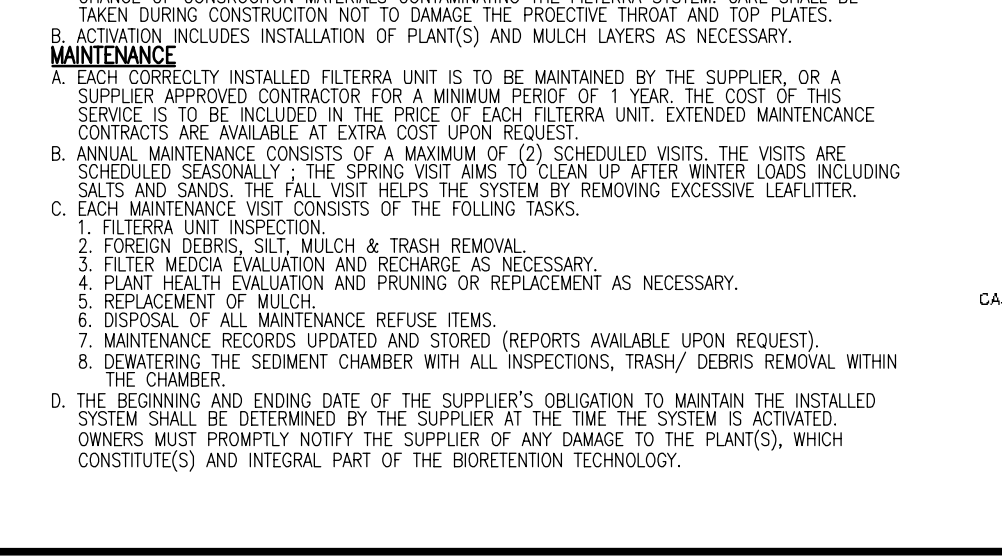 TAKEN DURING CONSTRUCITON NOT TO DAMAGE THE PROECTIVE THROAT AND TOP PLATES.
B. ACTIVATION INCLUDES INSTALLATION OF PLANT(S) AND MULCH LAYERS AS NECESSARY.
MAINTENANCE
A. EACH CORRECLTY INSTALLED FILTERRA UNIT IS TO BE MAINTAINED BY THE SUPPLIER, OR A
SUPPLIER APPROVED CONTRACTOR FOR A MINIMUM PERIOF OF 1 YEAR. THE COST OF THIS
SERVICE IS TO BE INCLUDED IN THE PRICE OF EACH FILTERRA UNIT. EXTENDED MAINTENCANCE
CONTRACTS ARE AVAILABLE AT EXTRA COST UPON REQUEST.
B. ANNUAL MAINTENANCE CONSISTS OF A MAXIMUM OF (2) SCHEDULED VISITS. THE VISITS ARE
SCHEDULED SEASONALLY ; THE SPRING VISIT AIMS TO CLEAN UP AFTER WINTER LOADS INCLUDING
SALTS AND SANDS. THE FALL VISIT HELPS THE SYSTEM BY REMOVING EXCESSIVE LEAFLITTER.
C. EACH MAINTENANCE VISIT CONSISTS OF THE FOLLING TASKS.
1. FILTERRA UNIT INSPECTION.
2. FOREIGN DEBRIS, SILT, MULCH & TRASH REMOVAL.
3. FILTER MEDCIA EVALUATION AND RECHARGE AS NECESSARY.
4. PLANT HEALTH EVALUATION AND PRUNING OR REPLACEMENT AS NECESSARY.
5. REPLACEMENT OF MULCH.
6. DISPOSAL OF ALL MAINTENANCE REFUSE ITEMS.
7. MAINTENANCE RECORDS UPDATED AND STORED (REPORTS AVAILABLE UPON REQUEST).
8. DEWATERING THE SEDIMENT CHAMBER WITH ALL INSPECTIONS, TRASH/ DEBRIS REMOVAL WITHIN
THE CHAMBER.
D. THE BEGINNING AND ENDING DATE OF THE SUPPLIER'S OBLIGATION TO MAINTAIN THE INSTALLED
SYSTEM SHALL BE DETERMINED BY THE SUPPLIER AT THE TIME THE SYSTEM IS ACTIVATED.
OWNERS MUST PROMPTLY NOTIFY THE SUPPLIER OF ANY DAMAGE TO THE PLANT(S), WHICH
CONSTITUTE(S) AND INTEGRAL PART OF THE BIORETENTION TECHNOLOGY.